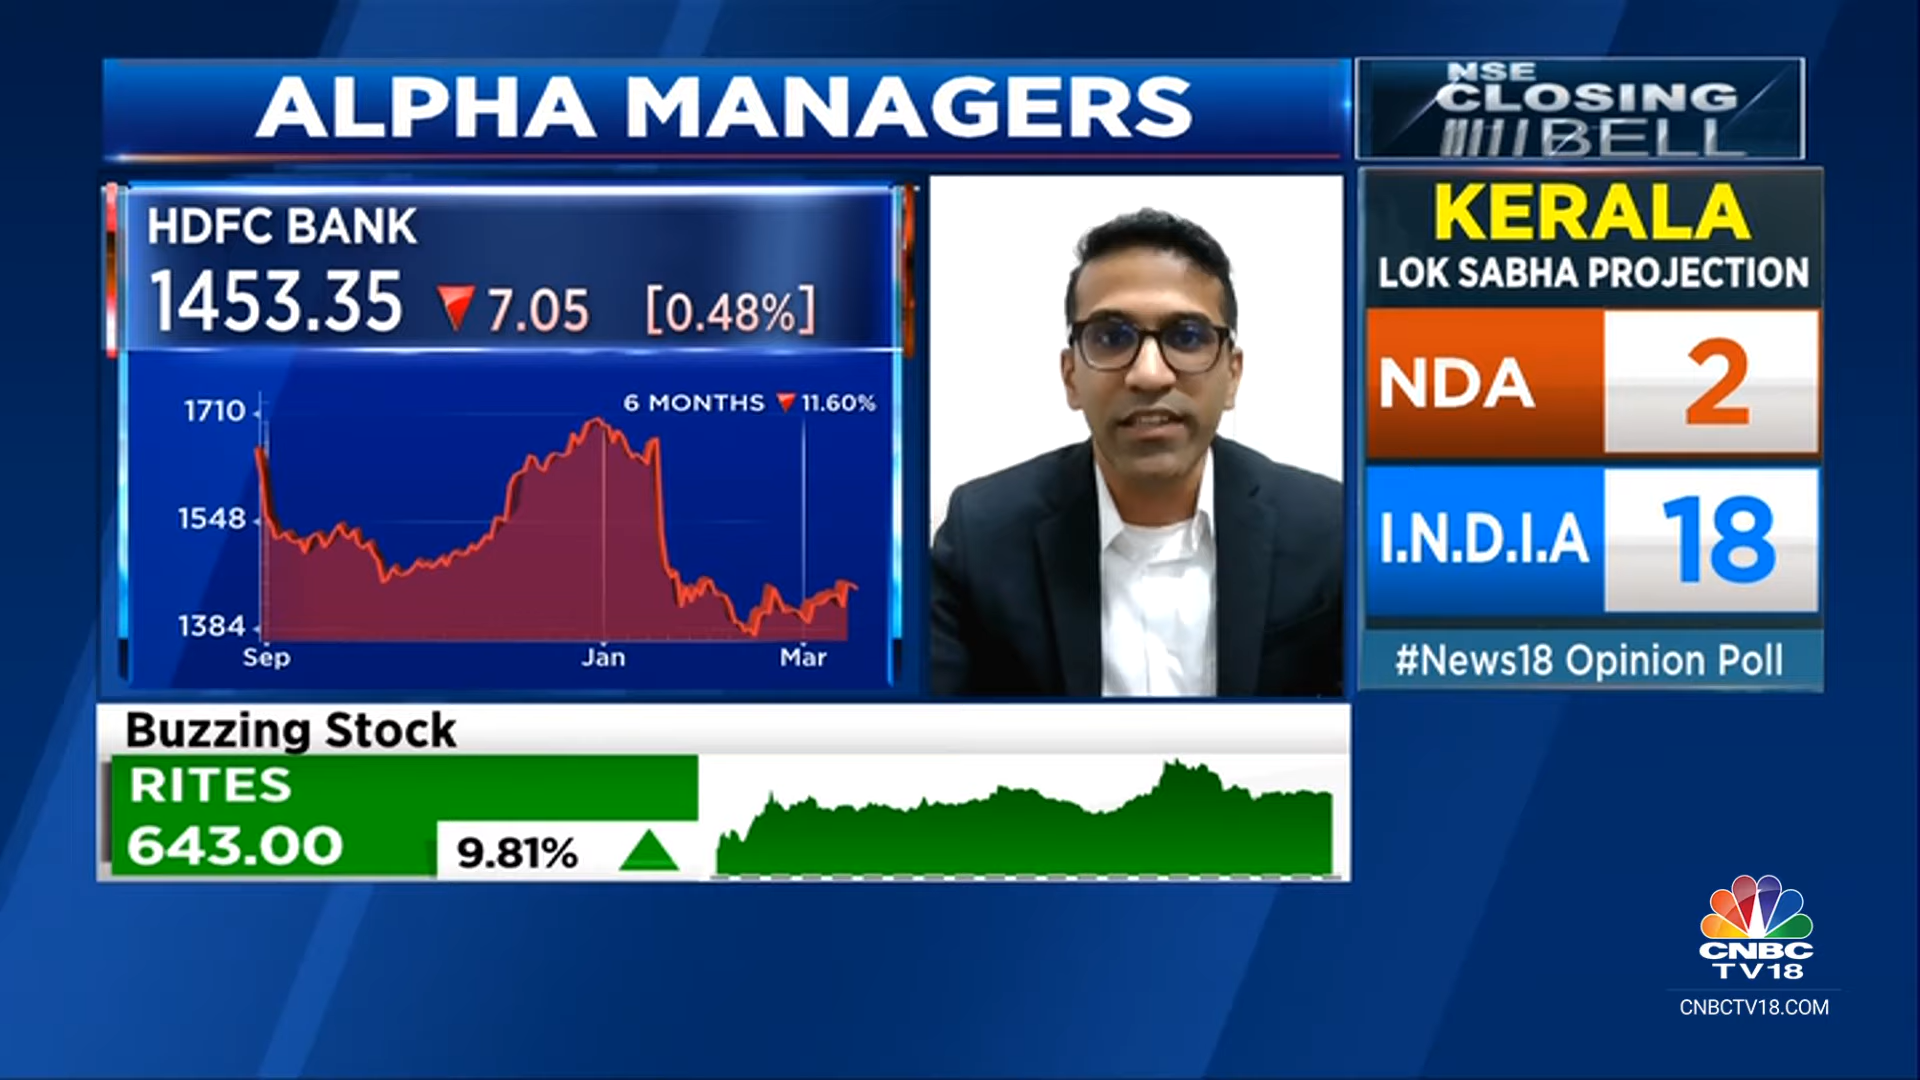 ALPHA MANAGERS
NSE
CLOSING
BELL
HDFC BANK
1453.35 ▼ 7.05 [0.48%]
6 MONTHS ▼ 11.60%
1710
1548
1384
Sep Jan Mar
KERALA
LOK SABHA PROJECTION
NDA 2
I.N.D.I.A 18
#News18 Opinion Poll
Buzzing Stock
RITES
643.00 9.81% ▲
CNBC
TV18
CNBCTV18.COM